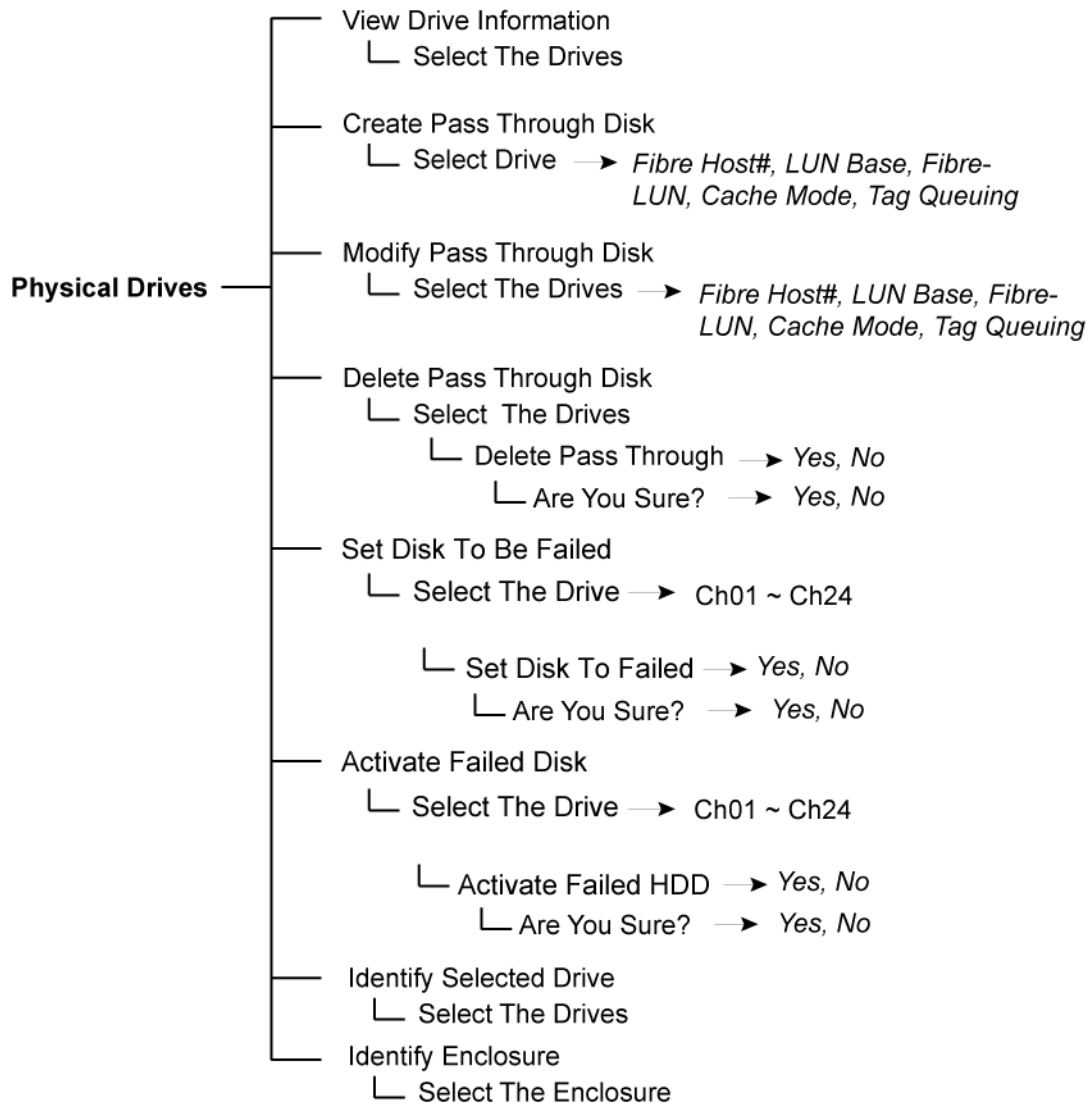 View Drive Information
Select The Drives
Create Pass Through Disk
Select Drive
Fibre Host#, LUN Base, Fibre-
LUN, Cache Mode, Tag Queuing
Modify Pass Through Disk
Physical Drives
Select The Drives
Fibre Host#, LUN Base, Fibre-
LUN, Cache Mode, Tag Queuing
Delete Pass Through Disk
Select The Drives
Delete Pass Through
Yes, No
Are You Sure?
Yes, No
Set Disk To Be Failed
Select The Drive
Ch01 ~ Ch24
Set Disk To Failed
Yes, No
Are You Sure?
Yes, No
Activate Failed Disk
Select The Drive
Ch01 ~ Ch24
Activate Failed HDD
Yes, No
Are You Sure?
Yes, No
Identify Selected Drive
Select The Drives
Identify Enclosure
Select The Enclosure